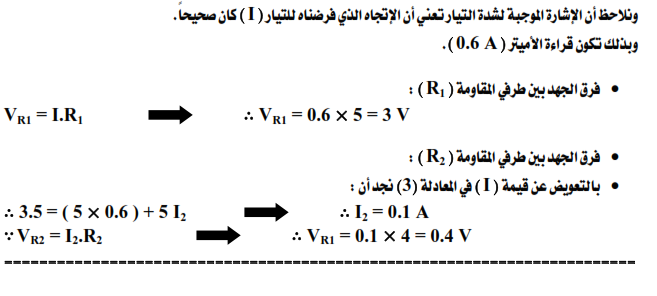 ونلاحظ أن الإشارة الموجبة لشدة التيار تعني أن الإتجاه الذي فرضناه للتيار ( I ) كان صحيحاً.
وبذلك تكون قراءة الأميتر ( 0.6 A ).
• فرق الجهد بين طرفي المقاومة ( R₁ ) :
V_R1 = I.R₁ ➡ ∴ V_R1 = 0.6 × 5 = 3 V
• فرق الجهد بين طرفي المقاومة ( R₂ ) :
• بالتعويض عن قيمة ( I ) في المعادلة (3) نجد أن :
∴ 3.5 = ( 5 × 0.6 ) + 5 I₂ ➡ ∴ I₂ = 0.1 A
∵ V_R2 = I₂.R₂ ➡ ∴ V_R1 = 0.1 × 4 = 0.4 V